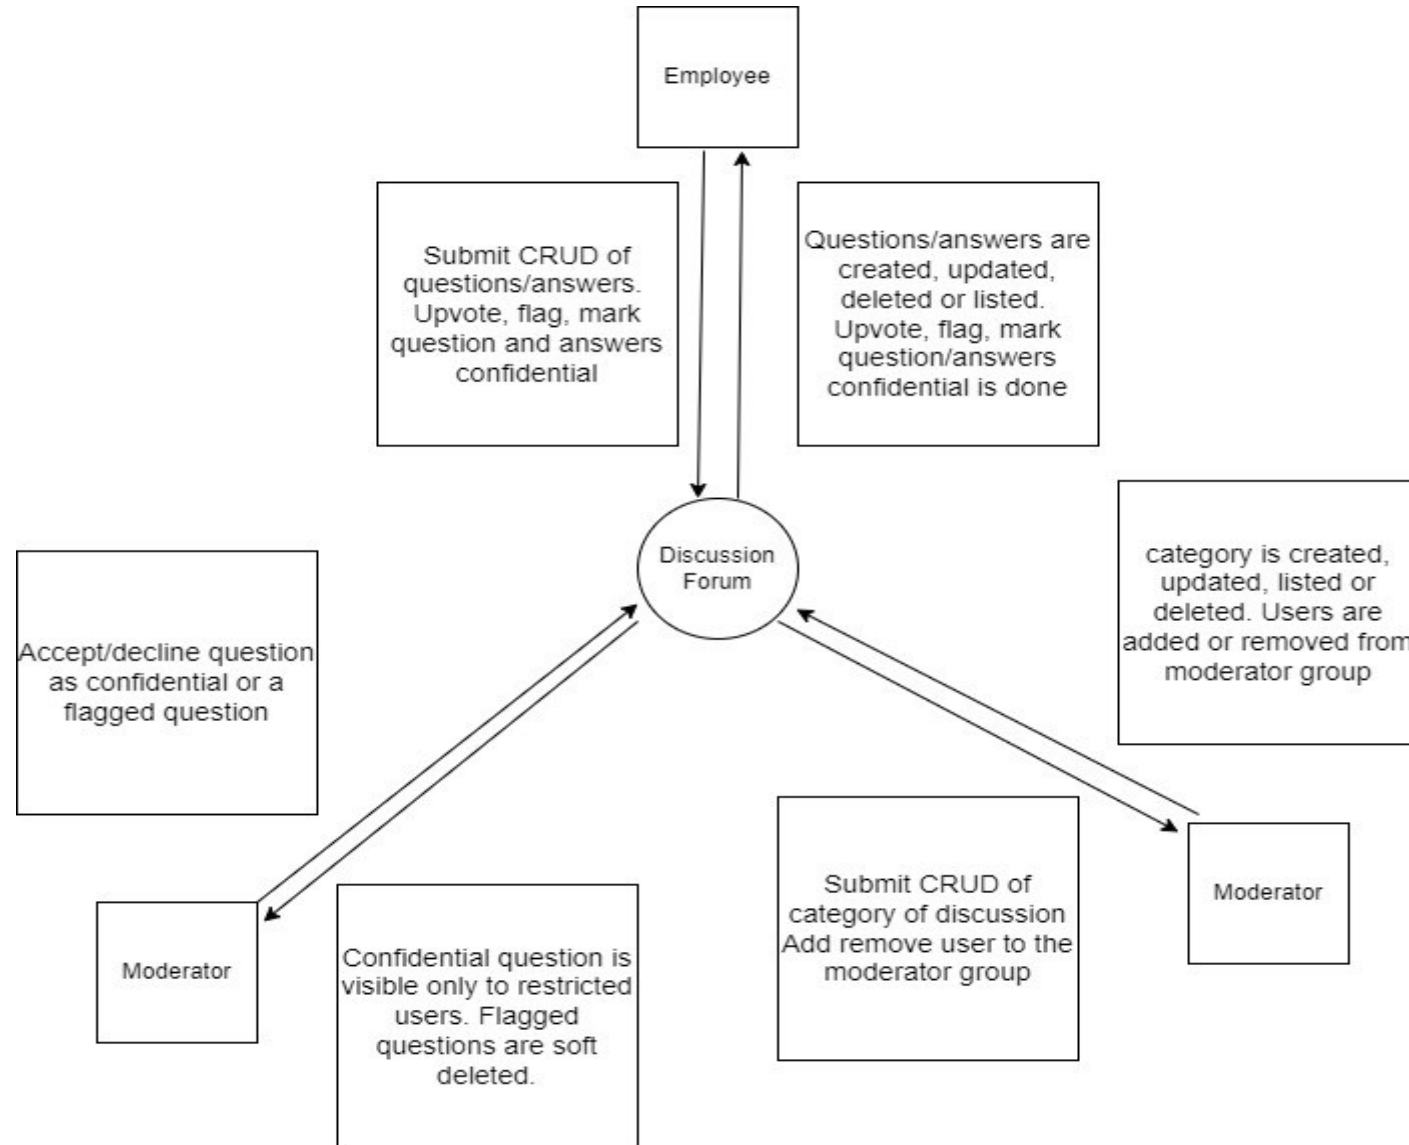 Employee
Submit CRUD of
questions/answers.
Upvote, flag, mark
question and answers
confidential
Questions/answers are
created, updated,
deleted or listed.
Upvote, flag, mark
question/answers
confidential is done
Discussion
Forum
category is created,
updated, listed or
deleted. Users are
added or removed from
moderator group
Accept/decline question
as confidential or a
flagged question
Submit CRUD of
category of discussion
Add remove user to the
moderator group
Moderator
Moderator
Confidential question is
visible only to restricted
users. Flagged
questions are soft
deleted.